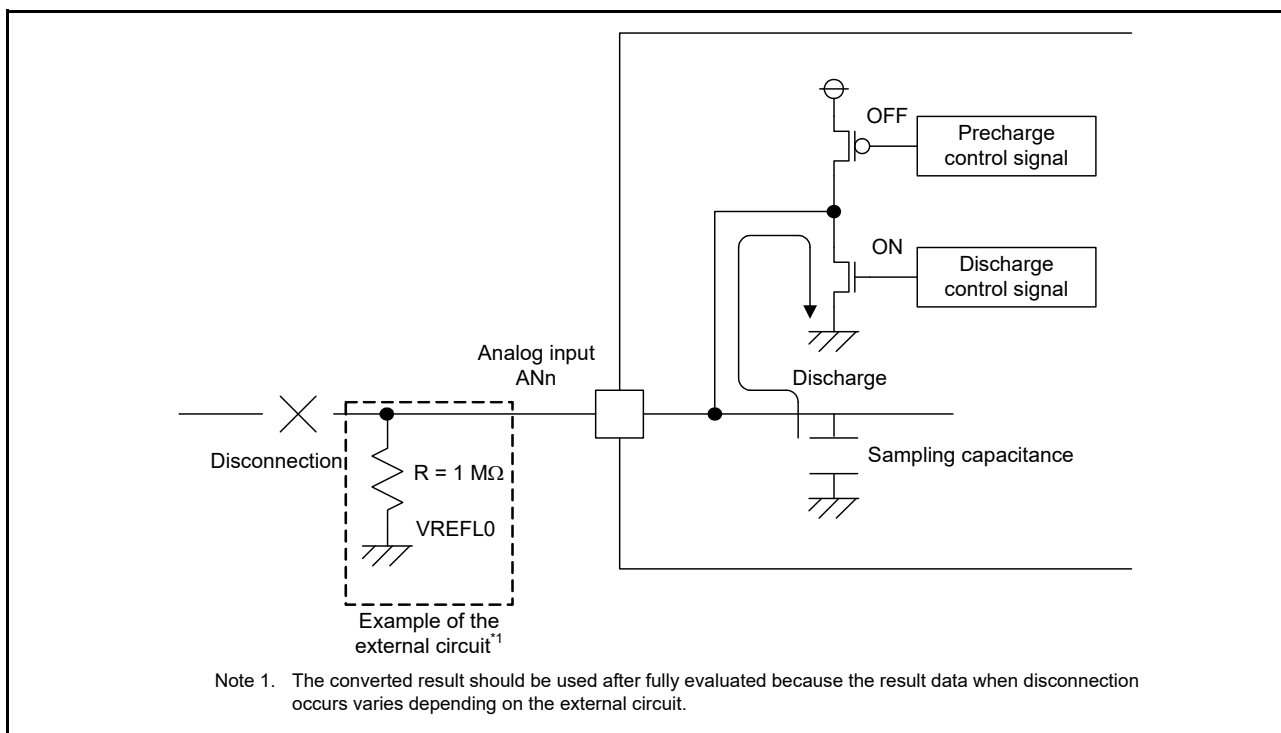 OFF
Precharge
control signal
ON
Discharge
control signal
Analog input
ANn
Discharge
Disconnection
R = 1 MΩ
Sampling capacitance
VREFL0
Example of the
external circuit*1
Note 1. The converted result should be used after fully evaluated because the result data when disconnection
occurs varies depending on the external circuit.